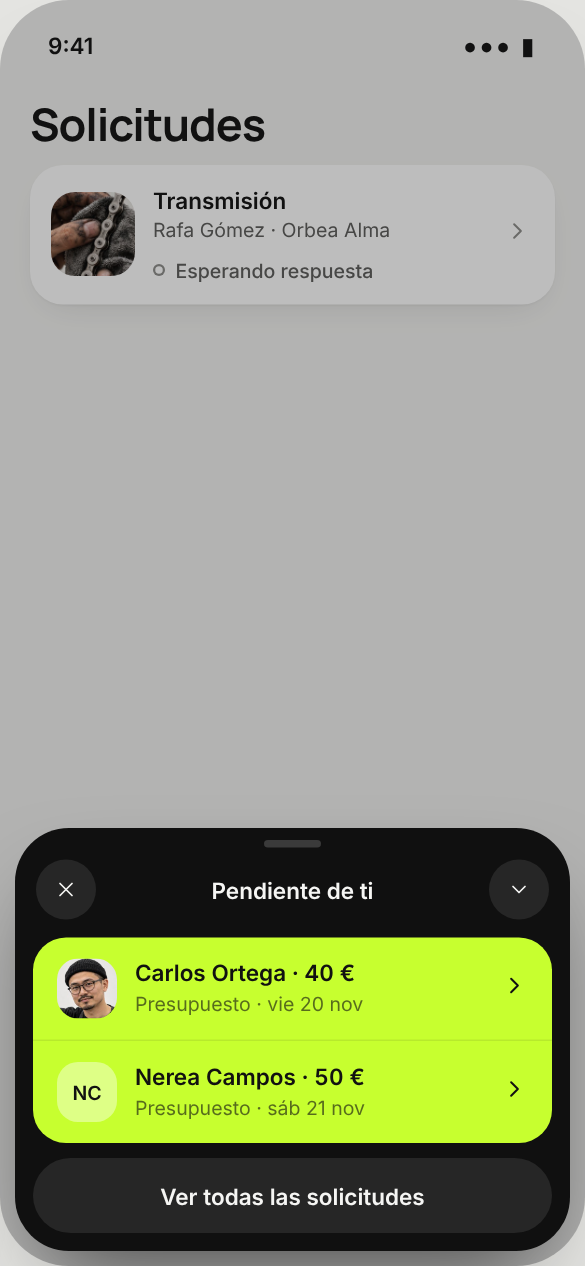 9:41
Solicitudes
Transmisión
Rafa Gómez · Orbea Alma
Esperando respuesta
Pendiente de ti
Carlos Ortega · 40 €
Presupuesto · vie 20 nov
NC
Nerea Campos · 50 €
Presupuesto · sáb 21 nov
Ver todas las solicitudes